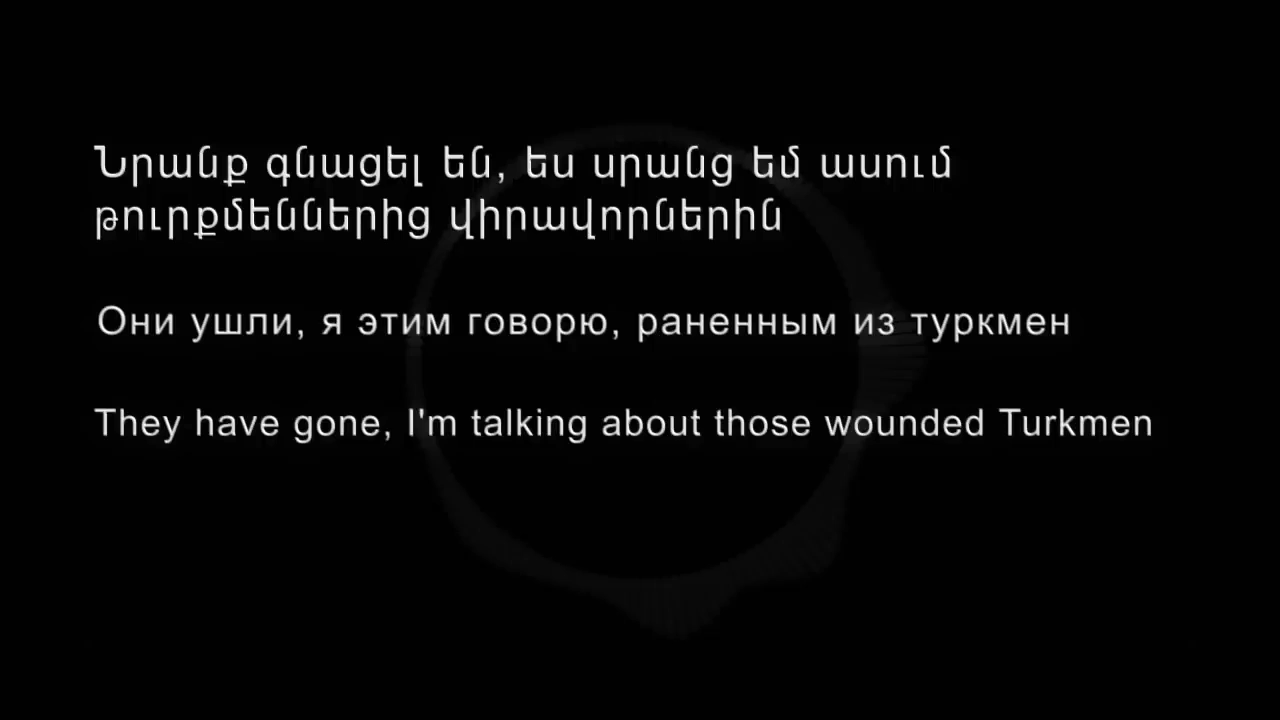 Նրանք գնացել են, ես սրանց եմ ասում
թուրքմեններից վիրավորներին
Они ушли, я этим говорю, раненным из туркмен
They have gone, I'm talking about those wounded Turkmen